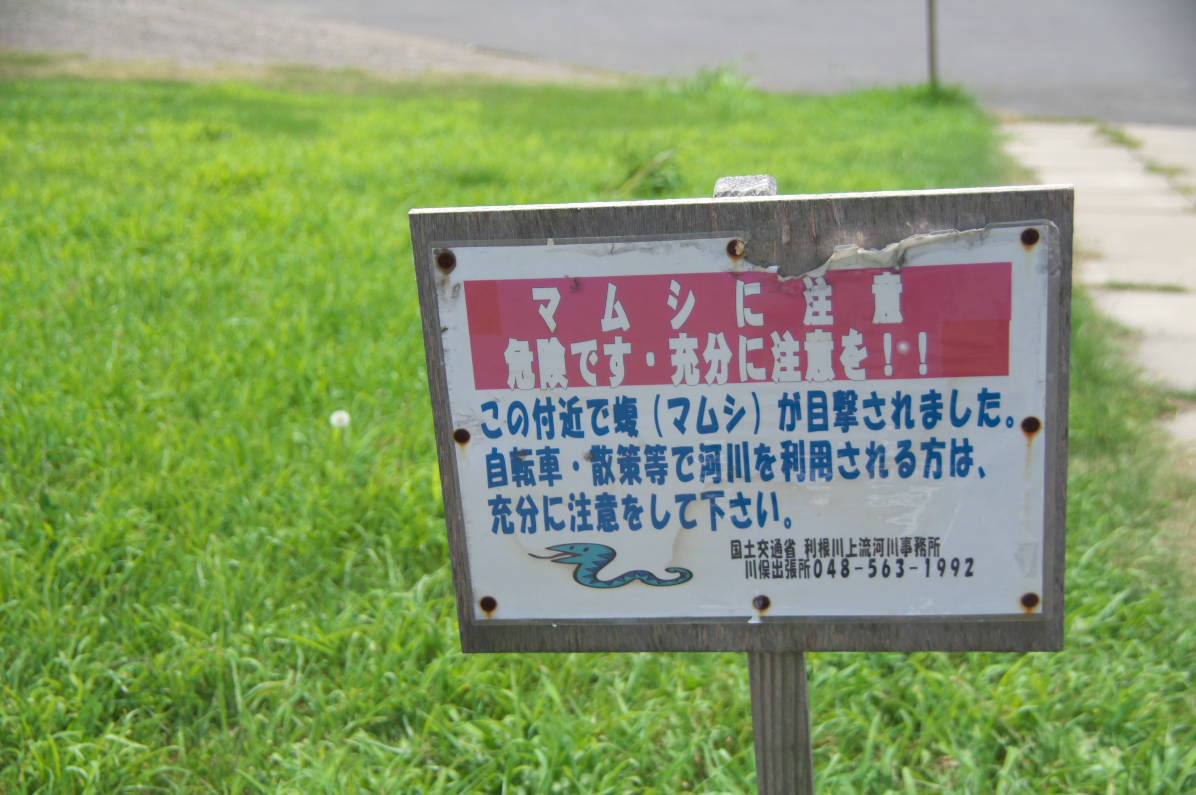 マムシに注意
危険です・充分に注意を！！
この付近で蝮（マムシ）が目撃されました。
自転車・散策等で河川を利用される方は、
充分に注意をして下さい。
国土交通省 利根川上流河川事務所
川俣出張所048-563-1992